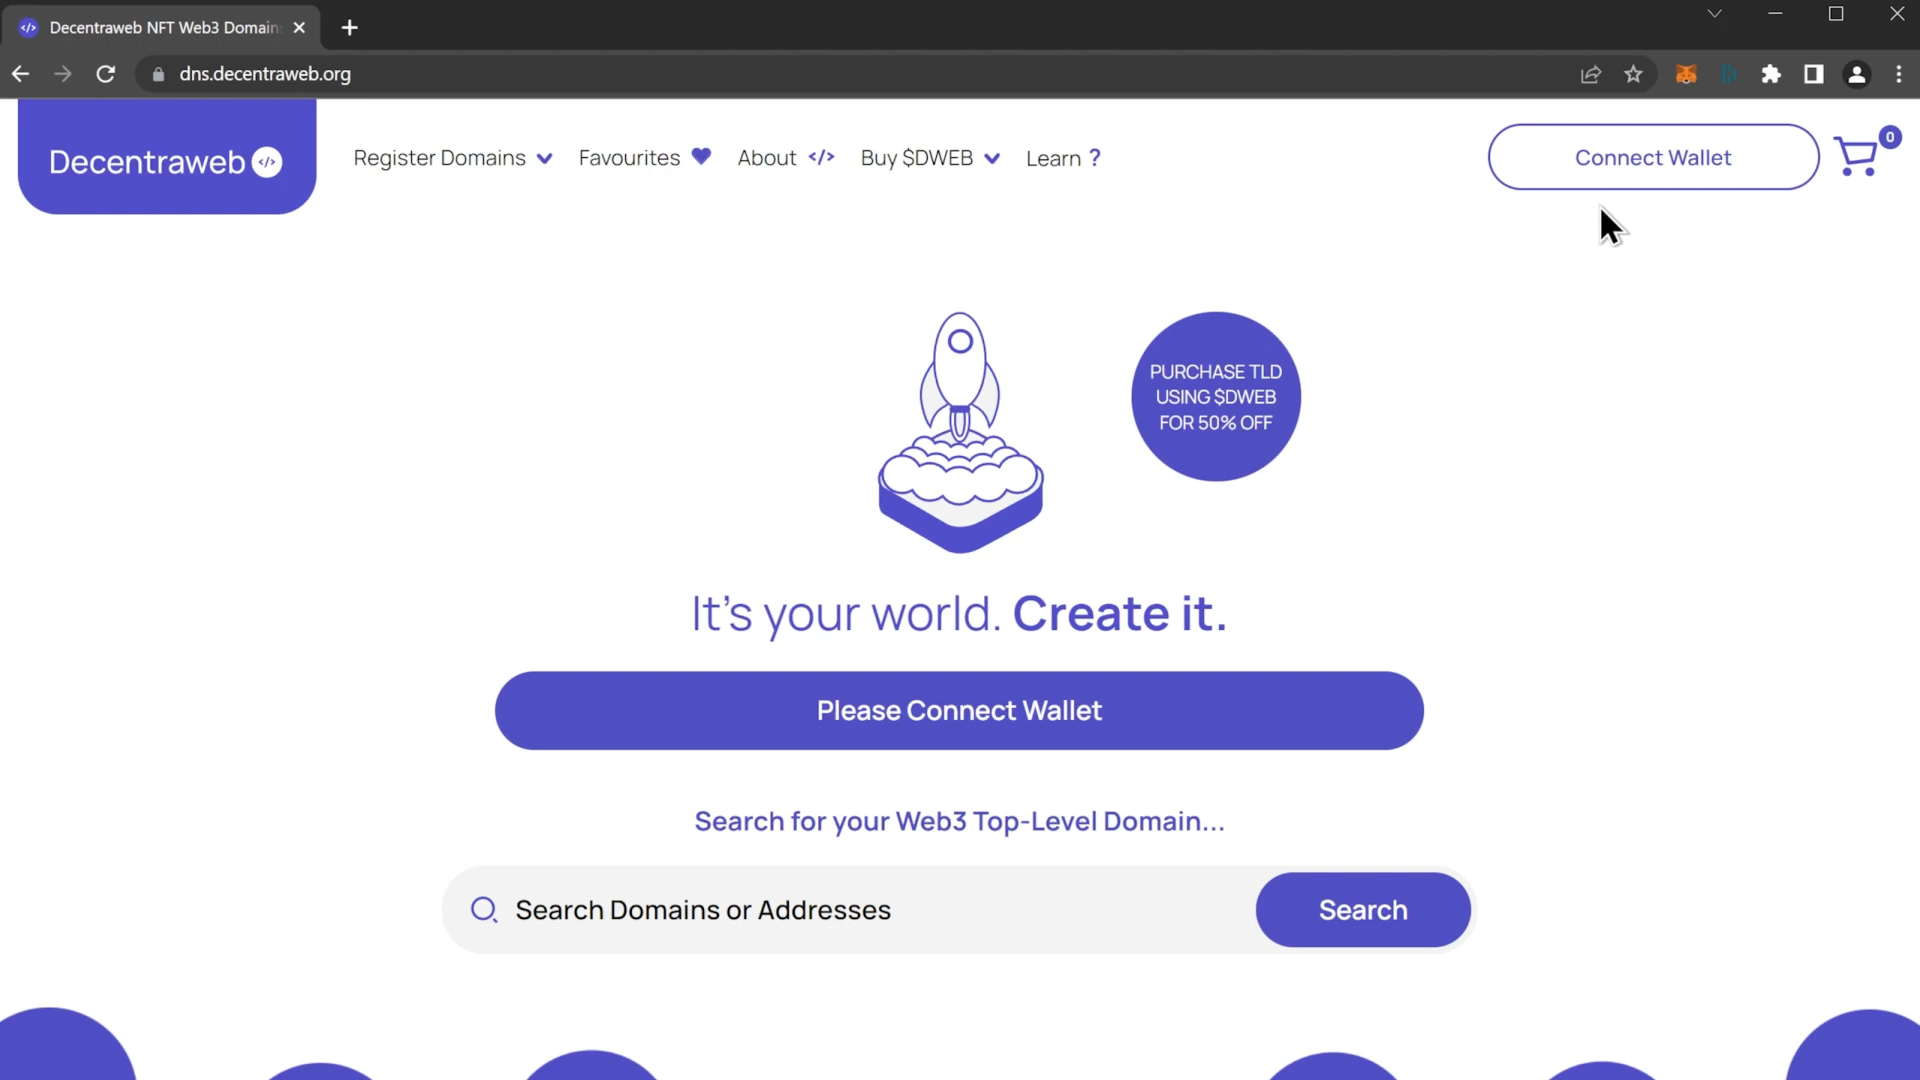 Decentraweb NFT Web3 Domain
dns.decentraweb.org
Decentraweb </>
Register Domains
Favourites
About </>
Buy $DWEB
Learn ?
Connect Wallet
0
PURCHASE TLD
USING $DWEB
FOR 50% OFF
It's your world. Create it.
Please Connect Wallet
Search for your Web3 Top-Level Domain...
Search Domains or Addresses
Search